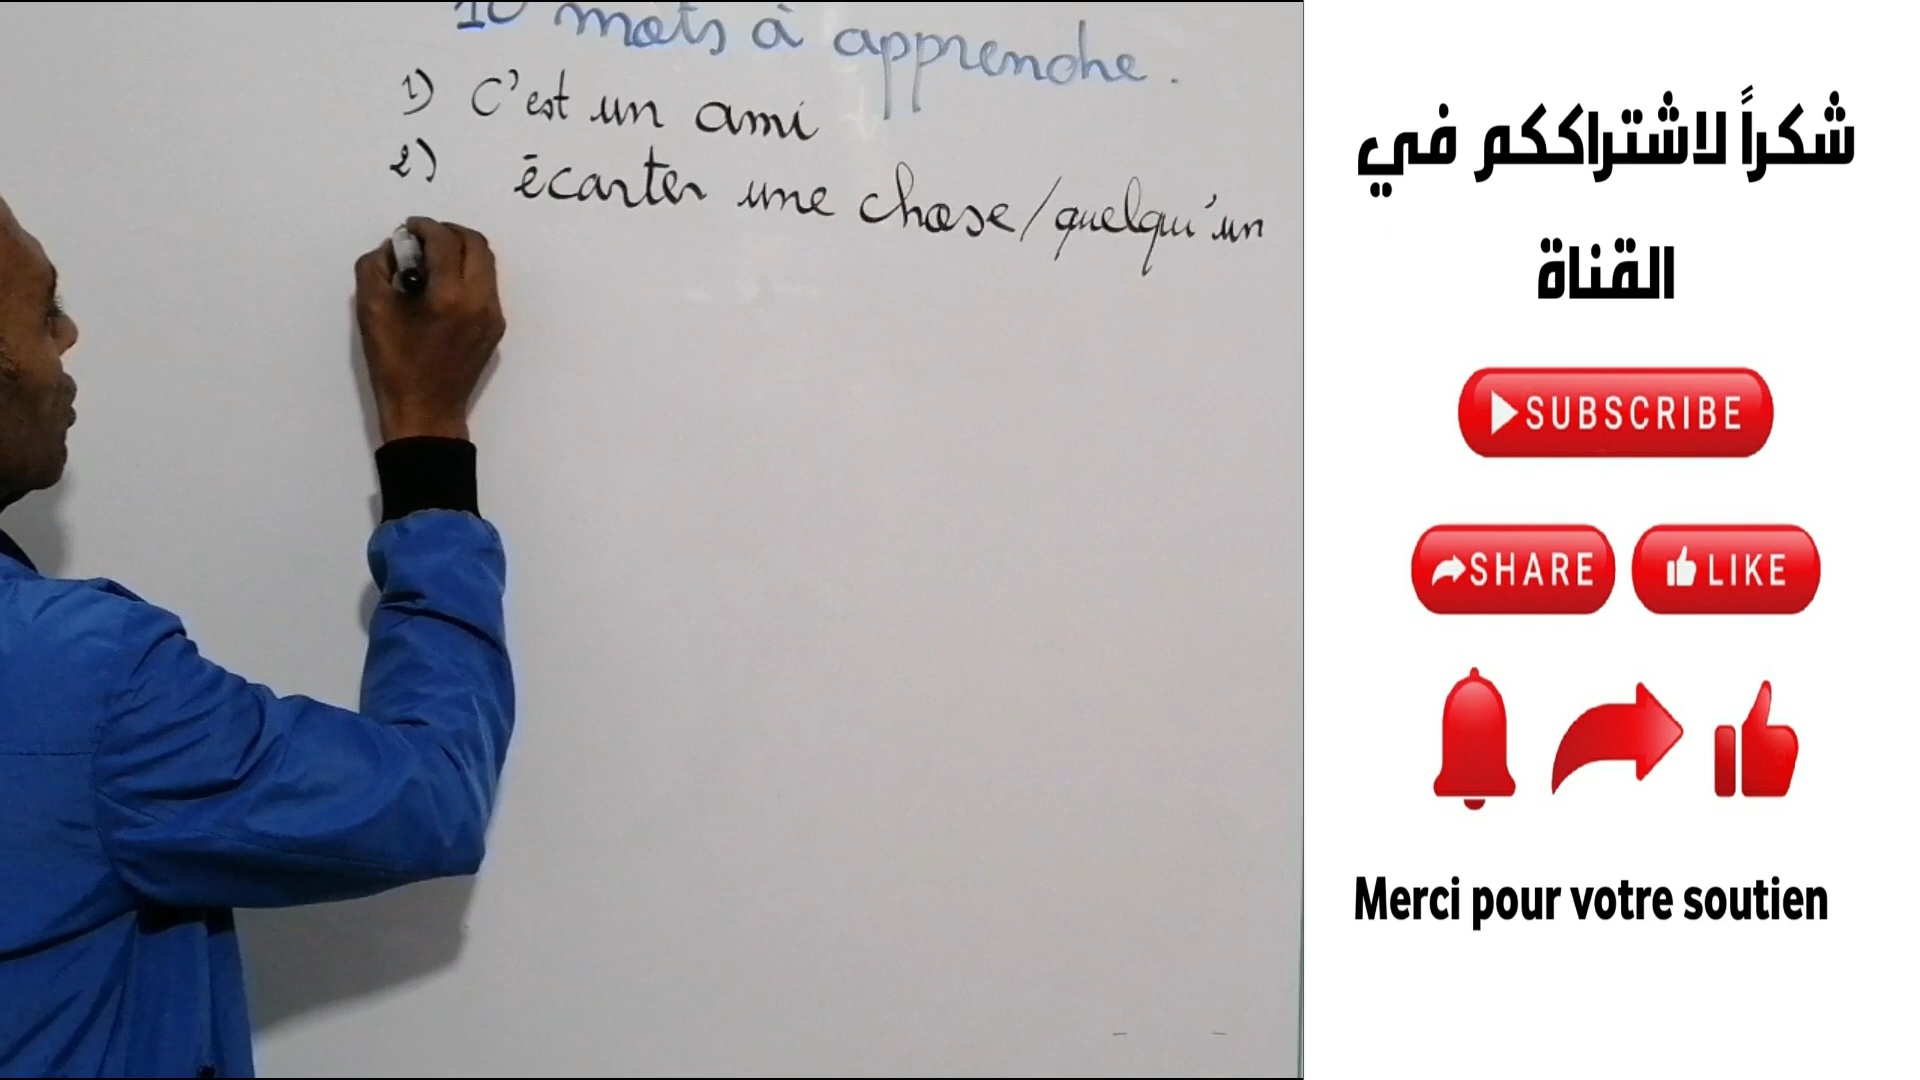 10 mots à apprendre.
1) C'est un ami
2) écarter une chose/quelqu'un
شكراً لاشتراككم في
القناة
SUBSCRIBE
SHARE LIKE
Merci pour votre soutien